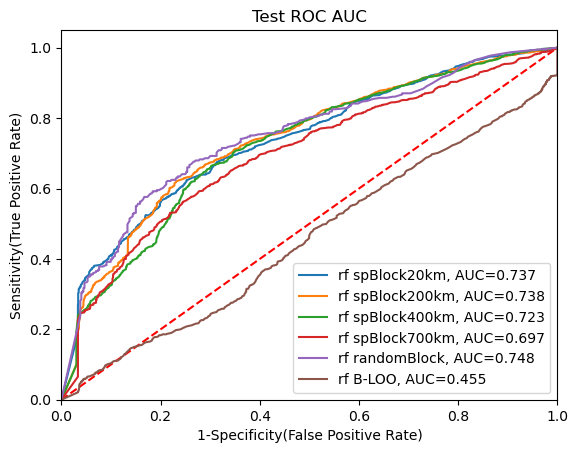 Test ROC AUC
Sensitivity(True Positive Rate)
1.0
0.8
0.6
0.4
0.2
0.0
rf spBlock20km, AUC=0.737
rf spBlock200km, AUC=0.738
rf spBlock400km, AUC=0.723
rf spBlock700km, AUC=0.697
rf randomBlock, AUC=0.748
rf B-LOO, AUC=0.455
0.0 0.2 0.4 0.6 0.8 1.0
1-Specificity(False Positive Rate)